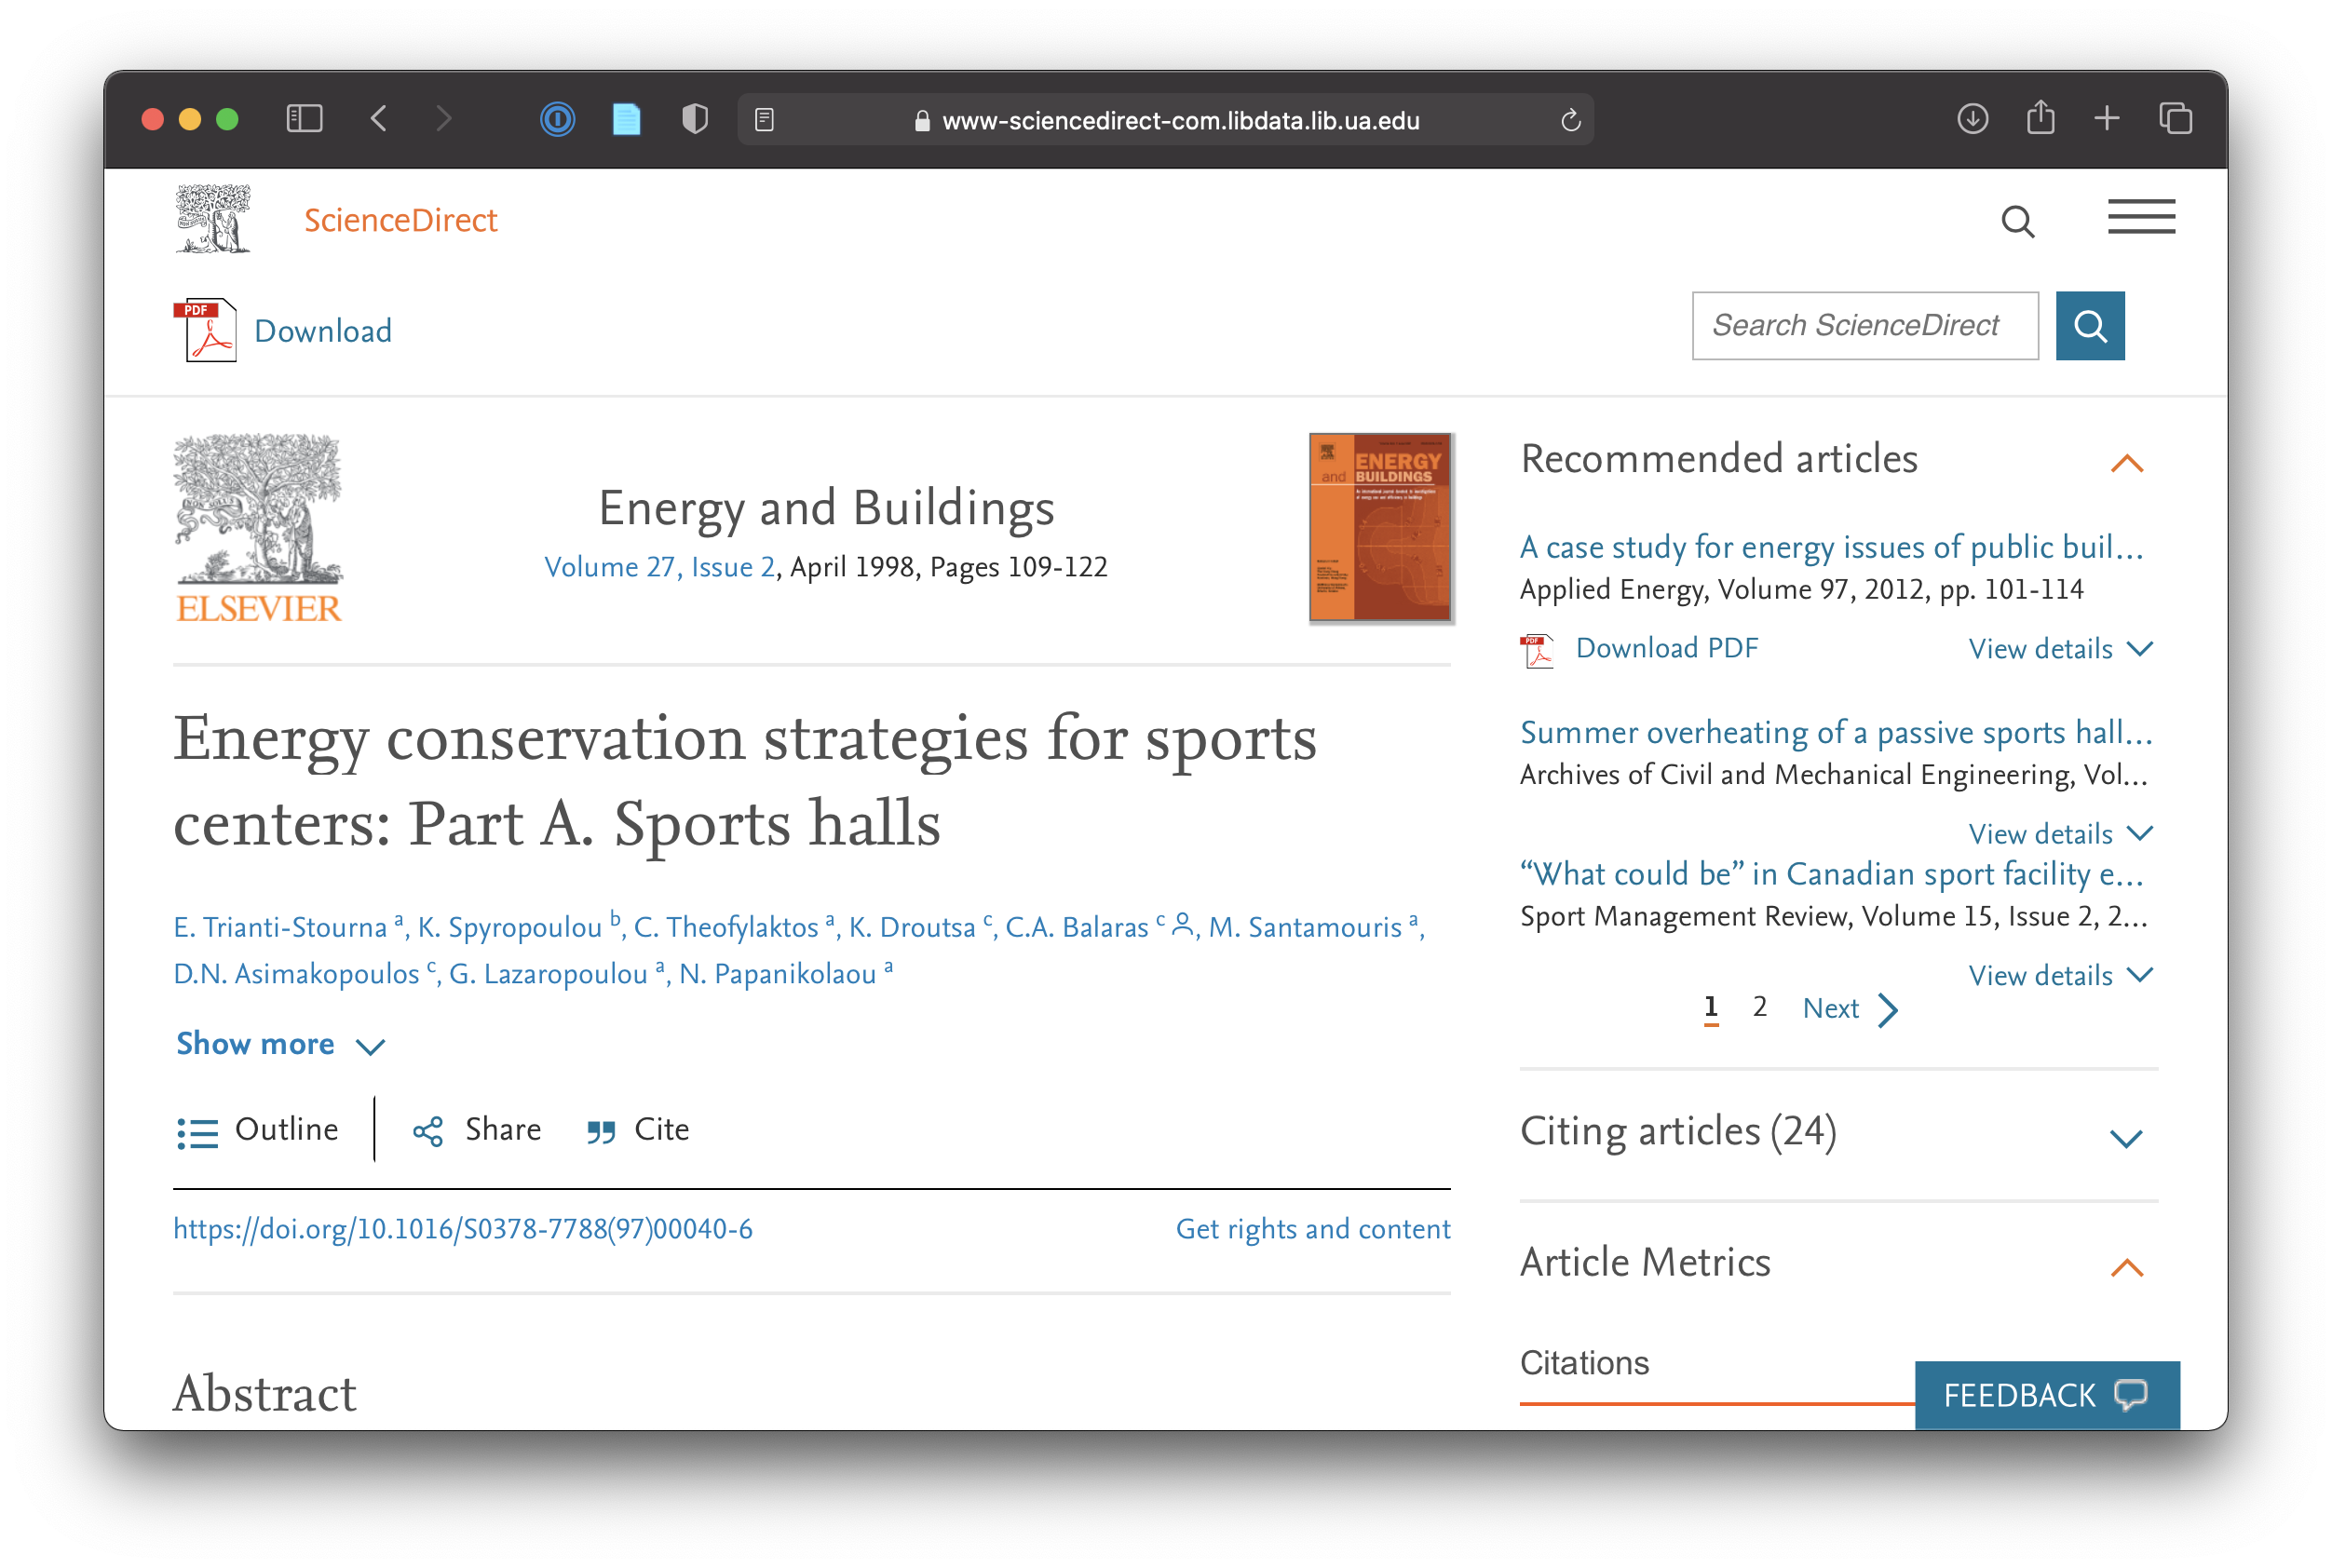 www-sciencedirect-com.libdata.lib.ua.edu
ScienceDirect
PDF
Download
Search ScienceDirect
ELSEVIER
Energy and Buildings
Volume 27, Issue 2, April 1998, Pages 109-122
ENERGY
and BUILDINGS
Energy conservation strategies for sports
centers: Part A. Sports halls
E. Trianti-Stourna a, K. Spyropoulou b, C. Theofylaktos a, K. Droutsa c, C.A. Balaras c, M. Santamouris a,
D.N. Asimakopoulos c, G. Lazaropoulou a, N. Papanikolaou a
Show more
Outline
Share
Cite
https://doi.org/10.1016/S0378-7788(97)00040-6
Get rights and content
Abstract
Recommended articles
A case study for energy issues of public buil...
Applied Energy, Volume 97, 2012, pp. 101-114
PDF
Download PDF
View details
Summer overheating of a passive sports hall...
Archives of Civil and Mechanical Engineering, Vol...
View details
“What could be” in Canadian sport facility e...
Sport Management Review, Volume 15, Issue 2, 2...
View details
1 2 Next
Citing articles (24)
Article Metrics
Citations
FEEDBACK